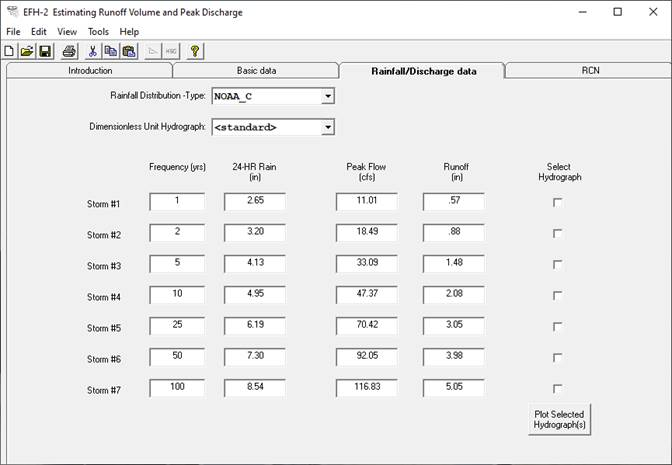 EFH-2 Estimating Runoff Volume and Peak Discharge
File Edit View Tools Help
HSG ?
Introduction Basic data Rainfall/Discharge data RCN
Rainfall Distribution -Type: NOAA_C
Dimensionless Unit Hydrograph: <standard>
Frequency (yrs) 24-HR Rain Peak Flow Runoff Select
(in) (cfs) (in) Hydrograph
Storm #1 1 2.65 11.01 .57
Storm #2 2 3.20 18.49 .88
Storm #3 5 4.13 33.09 1.48
Storm #4 10 4.95 47.37 2.08
Storm #5 25 6.19 70.42 3.05
Storm #6 50 7.30 92.05 3.98
Storm #7 100 8.54 116.83 5.05
Plot Selected
Hydrograph(s)